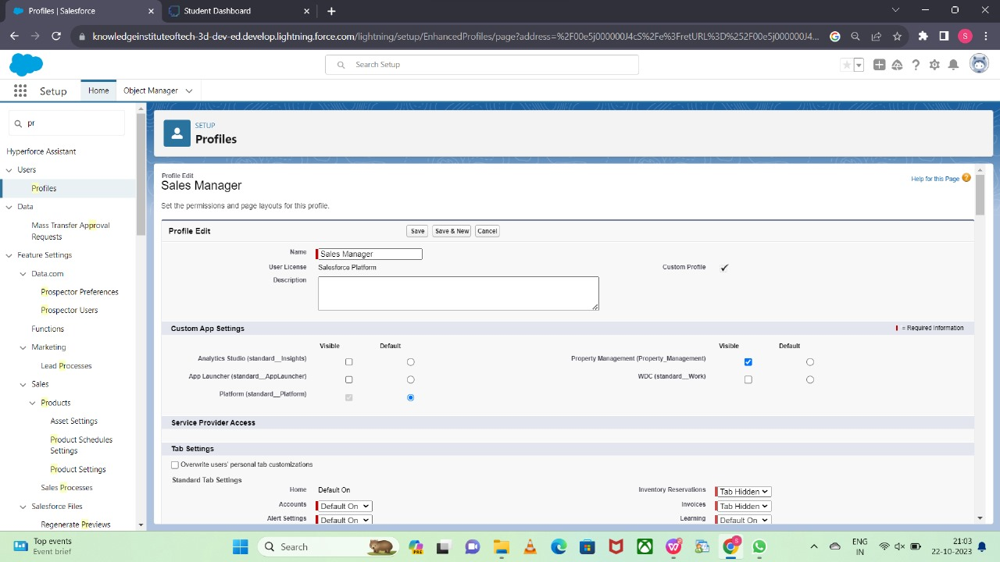 Profiles | Salesforce
Student Dashboard
knowledgeinstituteoftech-3d-dev-ed.develop.lightning.force.com/lightning/setup/EnhancedProfiles/page?address=%2F00e5j000000J4cS%2Fe%3FretURL%3D%252F00e5j000000J4...
S
Search Setup
Setup
Home
Object Manager
pr
Hyperforce Assistant
Users
Profiles
Data
Mass Transfer Approval
Requests
Feature Settings
Data.com
Prospector Preferences
Prospector Users
Functions
Marketing
Lead Processes
Sales
Products
Asset Settings
Product Schedules
Settings
Product Settings
Sales Processes
Salesforce Files
Regenerate Previews
SETUP
Profiles
Profile Edit
Sales Manager
Help for this Page
Set the permissions and page layouts for this profile.
Profile Edit
Save
Save & New
Cancel
Name Sales Manager
User License Salesforce Platform
Custom Profile
Description
Custom App Settings
= Required Information
Visible Default Visible Default
Analytics Studio (standard__Insights)
Property Management (Property_Management)
App Launcher (standard__AppLauncher)
WDC (standard__Work)
Platform (standard__Platform)
Service Provider Access
Tab Settings
Overwrite users' personal tab customizations
Standard Tab Settings
Home Default On
Inventory Reservations Tab Hidden
Accounts Default On
Invoices Tab Hidden
Alert Settings Default On
Learning Default On
Top events
Event brief
Search
PRE
ENG
IN
21:03
22-10-2023